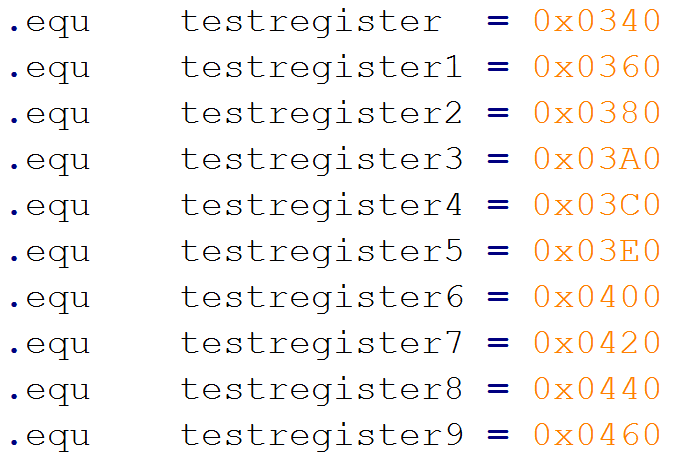 .equ    testregister  = 0x0340
.equ    testregister1 = 0x0360
.equ    testregister2 = 0x0380
.equ    testregister3 = 0x03A0
.equ    testregister4 = 0x03C0
.equ    testregister5 = 0x03E0
.equ    testregister6 = 0x0400
.equ    testregister7 = 0x0420
.equ    testregister8 = 0x0440
.equ    testregister9 = 0x0460